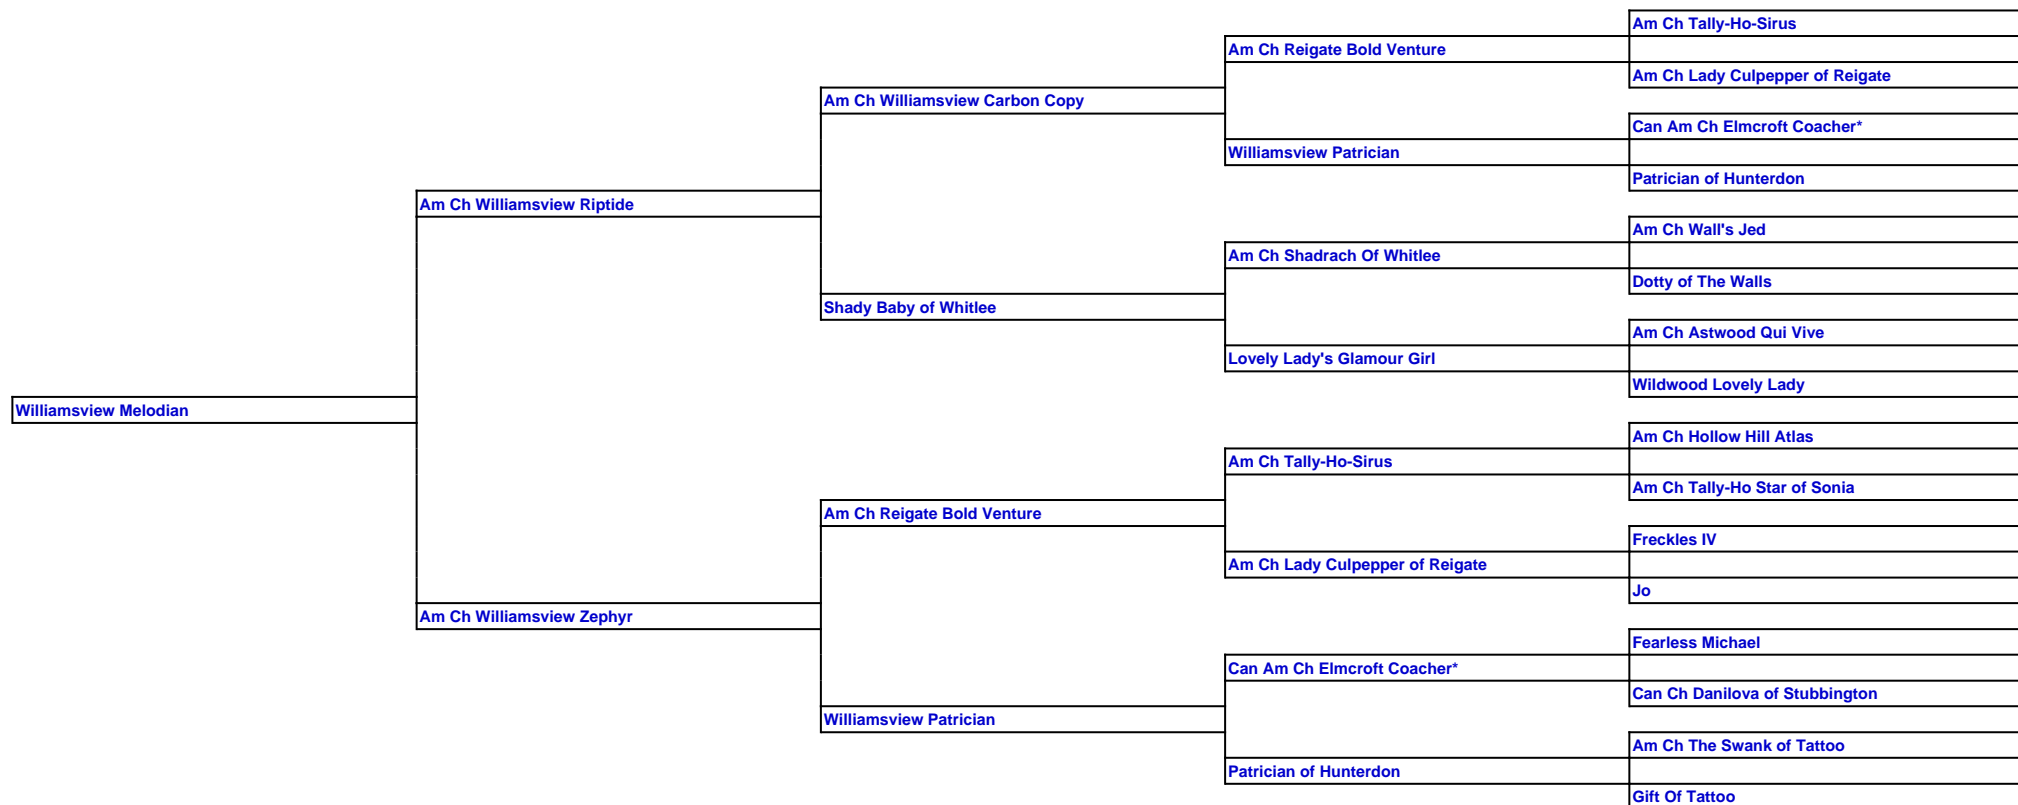 Am Ch Tally-Ho-Sirus
Am Ch Reigate Bold Venture
Am Ch Lady Culpepper of Reigate
Am Ch Williamsview Carbon Copy
Can Am Ch Elmcroft Coacher*
Williamsview Patrician
Patrician of Hunterdon
Am Ch Williamsview Riptide
Am Ch Wall's Jed
Am Ch Shadrach Of Whitlee
Dotty of The Walls
Shady Baby of Whitlee
Am Ch Astwood Qui Vive
Lovely Lady's Glamour Girl
Wildwood Lovely Lady
Williamsview Melodian
Am Ch Hollow Hill Atlas
Am Ch Tally-Ho-Sirus
Am Ch Tally-Ho Star of Sonia
Am Ch Reigate Bold Venture
Freckles IV
Am Ch Lady Culpepper of Reigate
Jo
Am Ch Williamsview Zephyr
Fearless Michael
Can Am Ch Elmcroft Coacher*
Can Ch Danilova of Stubbington
Williamsview Patrician
Am Ch The Swank of Tattoo
Patrician of Hunterdon
Gift Of Tattoo